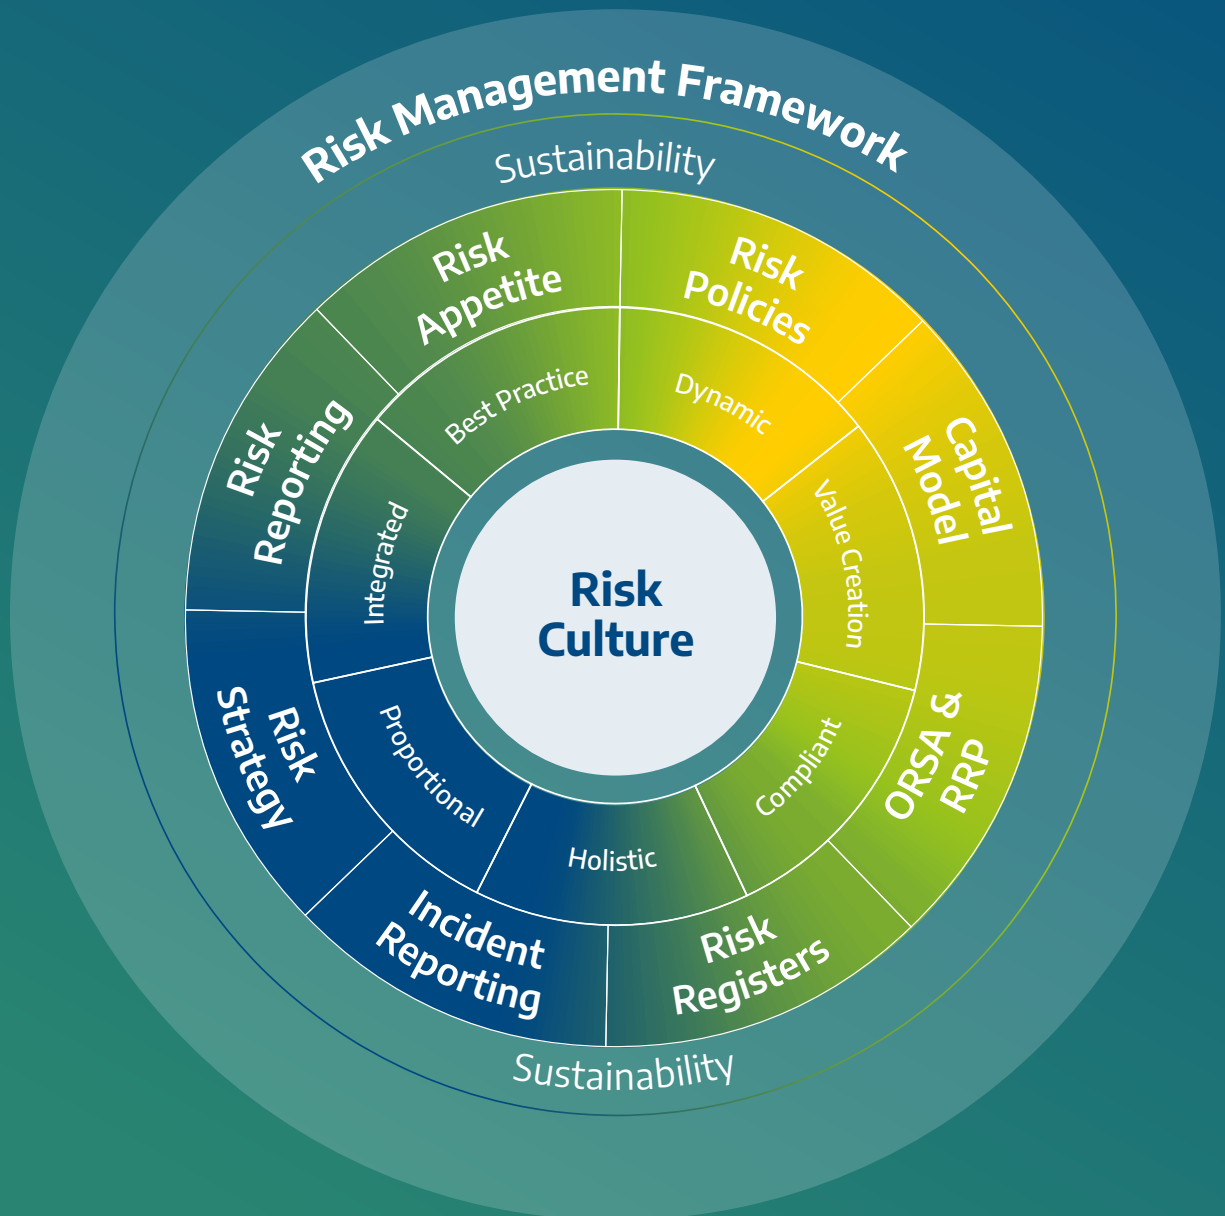 Risk Management Framework
Sustainability
Risk
Appetite
Risk
Policies
Capital
Model
ORSA &
RRP
Risk
Registers
Incident
Reporting
Risk
Strategy
Risk
Reporting
Best Practice
Dynamic
Value Creation
Compliant
Holistic
Proportional
Integrated
Risk
Culture
Sustainability